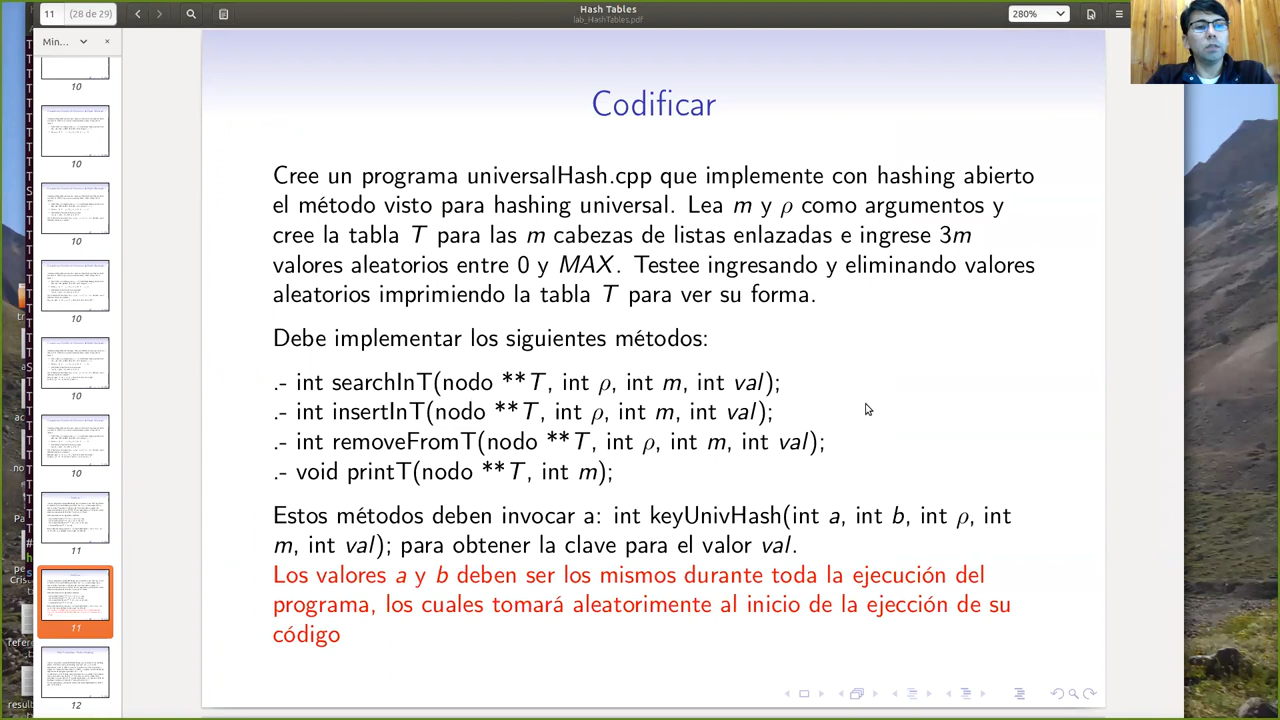 11 (28 de 29)
Hash Tables
lab_HashTables.pdf
280%
Min...
10
10
10
10
10
10
11
11
12
Codificar
Cree un programa universalHash.cpp que implemente con hashing abierto
el método visto para hashing universal. Lea m y ρ como argumentos y
cree la tabla T para las m cabezas de listas enlazadas e ingrese 3m
valores aleatorios entre 0 y MAX. Testee ingresando y eliminando valores
aleatorios imprimiendo la tabla T para ver su forma.
Debe implementar los siguientes métodos:
.- int searchInT(nodo **T, int ρ, int m, int val);
.- int insertInT(nodo **T, int ρ, int m, int val);
.- int removeFromT(nodo **T, int ρ, int m, int val);
.- void printT(nodo **T, int m);
Estos métodos deben invocar a: int keyUnivHash(int a, int b, int ρ, int
m, int val); para obtener la clave para el valor val.
Los valores a y b deben ser los mismos durante toda la ejecución del
programa, los cuales tomará aleatorimente al inicio de la ejección de su
código